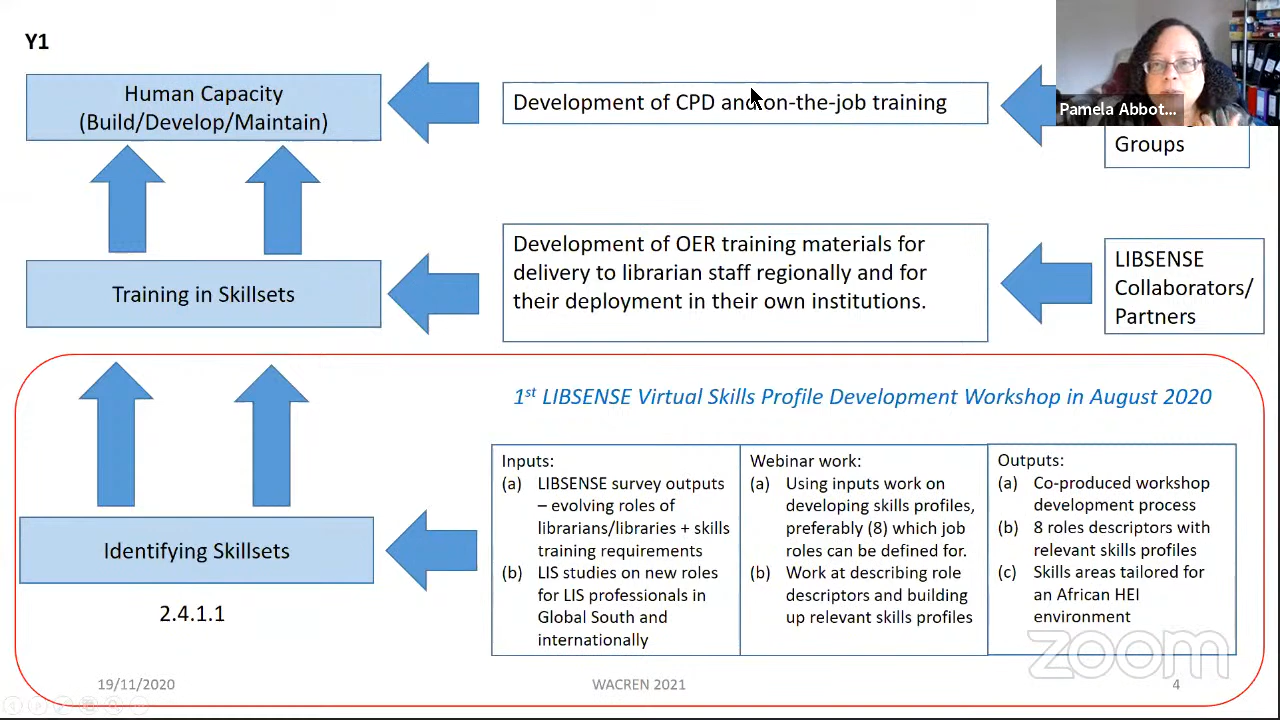 Y1
Human Capacity
(Build/Develop/Maintain)
Development of CPD and on-the-job training
Pamela Abbot...
Groups
Training in Skillsets
Development of OER training materials for
delivery to librarian staff regionally and for
their deployment in their own institutions.
LIBSENSE
Collaborators/
Partners
1st LIBSENSE Virtual Skills Profile Development Workshop in August 2020
Identifying Skillsets
2.4.1.1
Inputs:
(a) LIBSENSE survey outputs
– evolving roles of
librarians/libraries + skills
training requirements
(b) LIS studies on new roles
for LIS professionals in
Global South and
internationally
Webinar work:
(a) Using inputs work on
developing skills profiles,
preferably (8) which job
roles can be defined for.
(b) Work at describing role
descriptors and building
up relevant skills profiles
Outputs:
(a) Co-produced workshop
development process
(b) 8 roles descriptors with
relevant skills profiles
(c) Skills areas tailored for
an African HEI
environment
zoom
19/11/2020
WACREN 2021
4